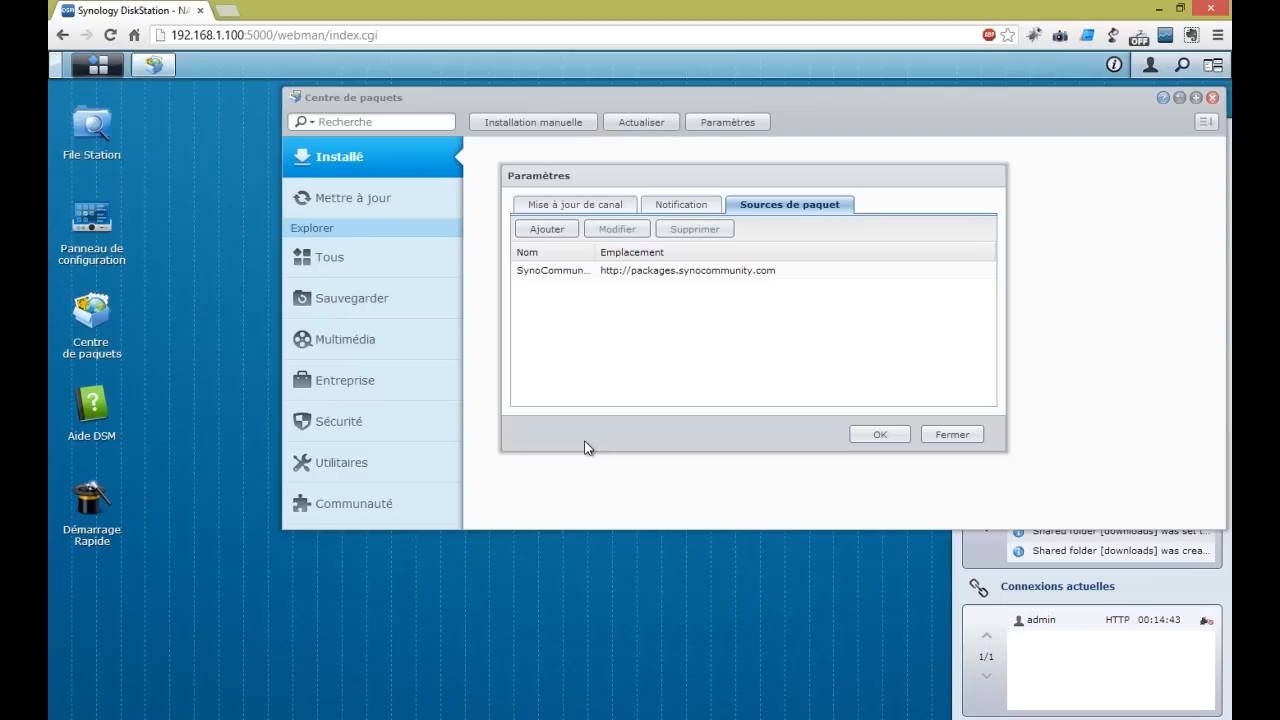 Synology DiskStation - NA
192.168.1.100:5000/webman/index.cgi
ABP
OFF
File Station
Panneau de
configuration
Centre
de paquets
Aide DSM
Démarrage
Rapide
Centre de paquets
Recherche
Installation manuelle
Actualiser
Paramètres
Installé
Mettre à jour
Explorer
Tous
Sauvegarder
Multimédia
Entreprise
Sécurité
Utilitaires
Communauté
Paramètres
Mise à jour de canal
Notification
Sources de paquet
Ajouter
Modifier
Supprimer
Nom
Emplacement
SynoCommun...
http://packages.synocommunity.com
OK
Fermer
Shared folder [downloads] was set t...
Shared folder [downloads] was crea...
Connexions actuelles
admin
HTTP
00:14:43
1/1